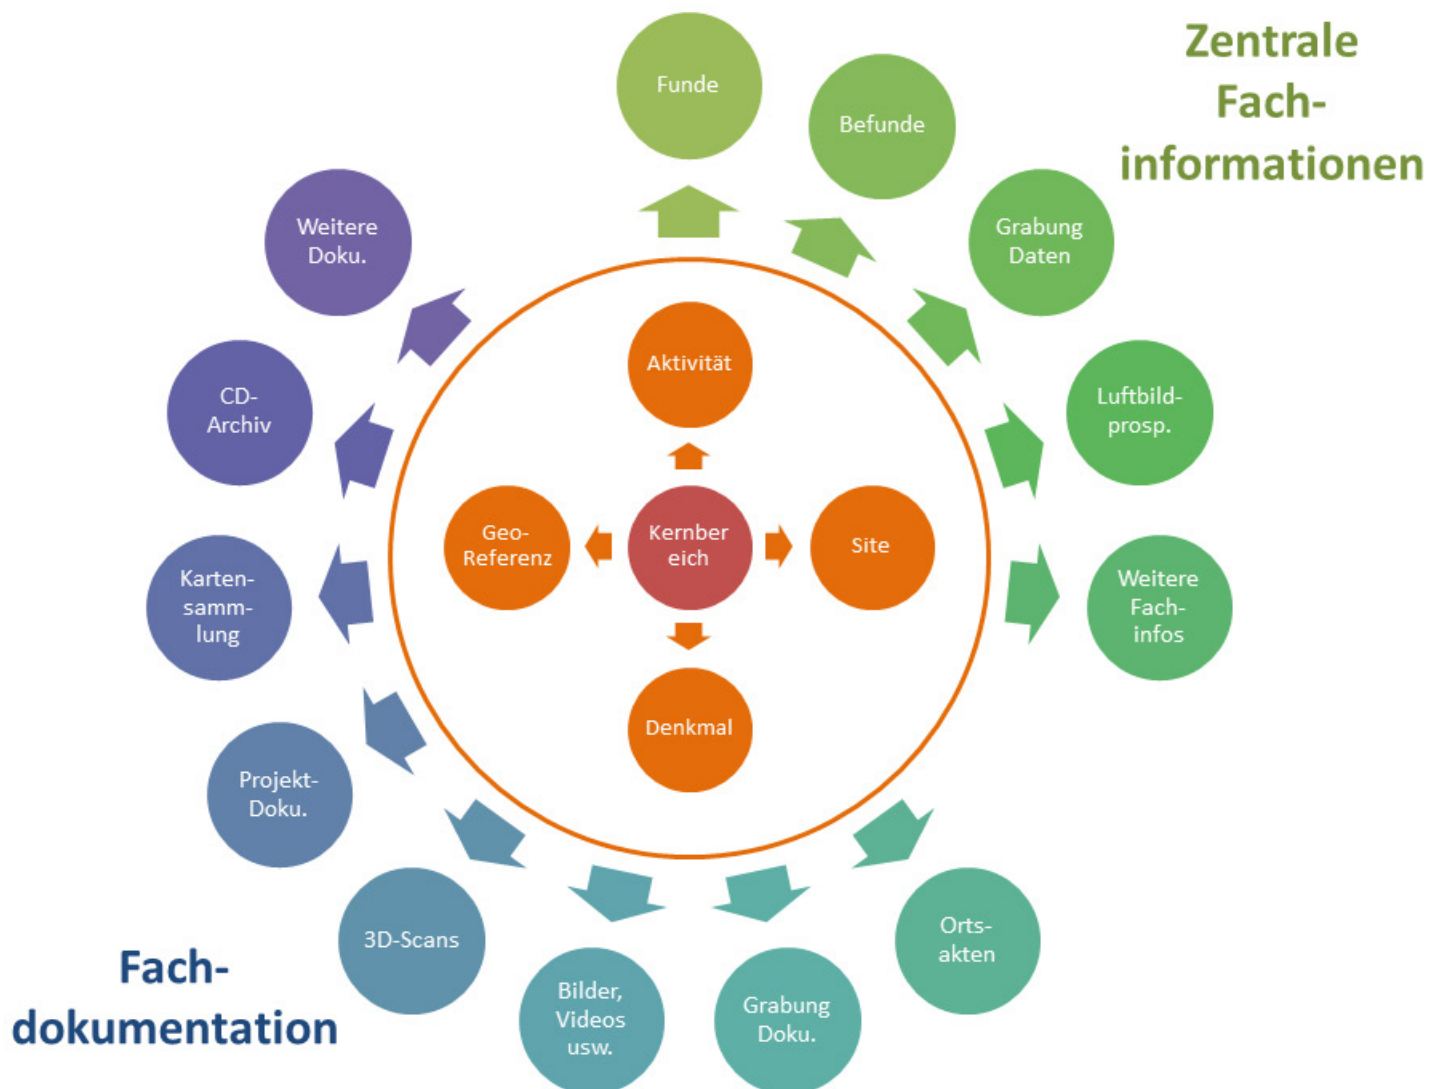 Zentrale
Fach-
informationen
Funde
Befunde
Grabung
Daten
Luftbild-
prosp.
Weitere
Fach-
infos
Orts-
akten
Grabung
Doku.
Bilder,
Videos
usw.
3D-Scans
Projekt-
Doku.
Karten-
samm-
lung
CD-
Archiv
Weitere
Doku.
Aktivität
Geo-
Referenz
Kernber
eich
Site
Denkmal
Fach-
dokumentation